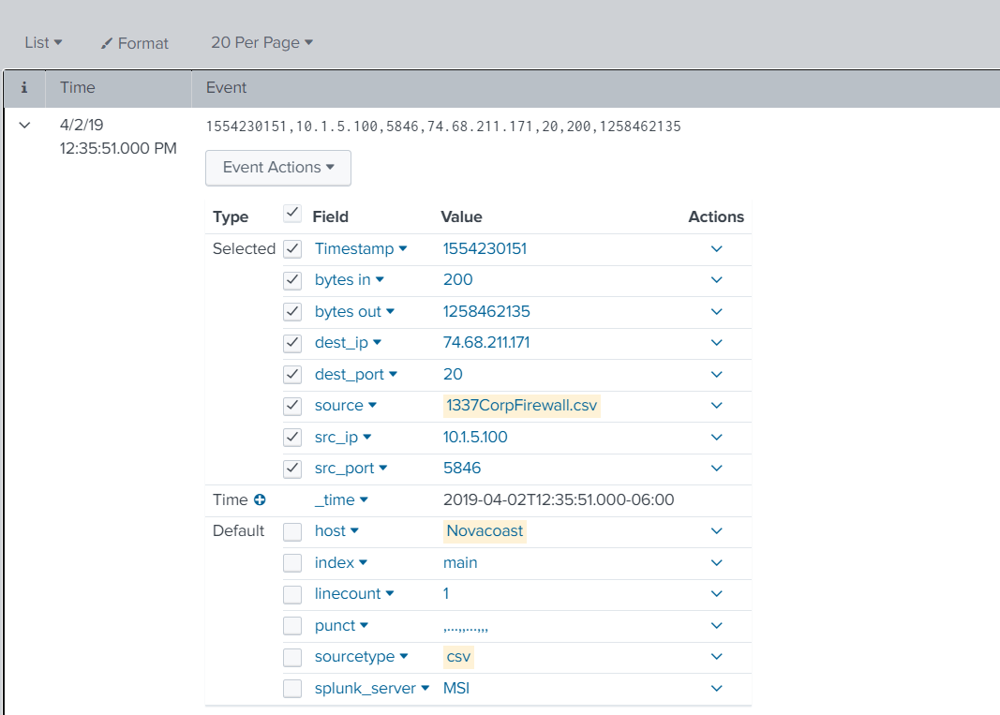 List Format 20 Per Page
i Time Event
4/2/19 1554230151,10.1.5.100,5846,74.68.211.171,20,200,1258462135
12:35:51.000 PM
Event Actions
Type Field Value Actions
Selected Timestamp 1554230151
bytes in 200
bytes out 1258462135
dest_ip 74.68.211.171
dest_port 20
source 1337CorpFirewall.csv
src_ip 10.1.5.100
src_port 5846
Time _time 2019-04-02T12:35:51.000-06:00
Default host Novacoast
index main
linecount 1
punct ,...,,...,,,
sourcetype csv
splunk_server MSI